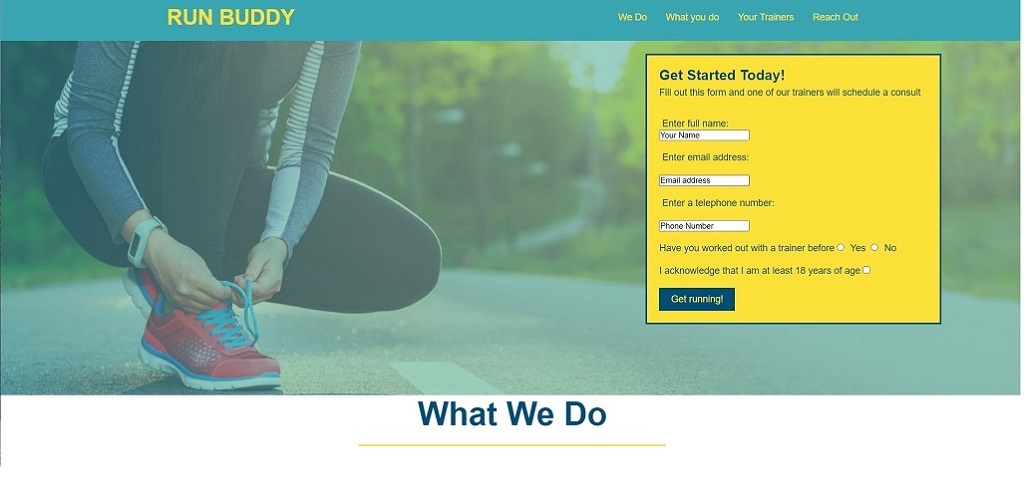 RUN BUDDY
We Do What you do Your Trainers Reach Out
Get Started Today!
Fill out this form and one of our trainers will schedule a consult
Enter full name:
Your Name
Enter email address:
Email address
Enter a telephone number:
Phone Number
Have you worked out with a trainer before Yes No
I acknowledge that I am at least 18 years of age
Get running!
What We Do